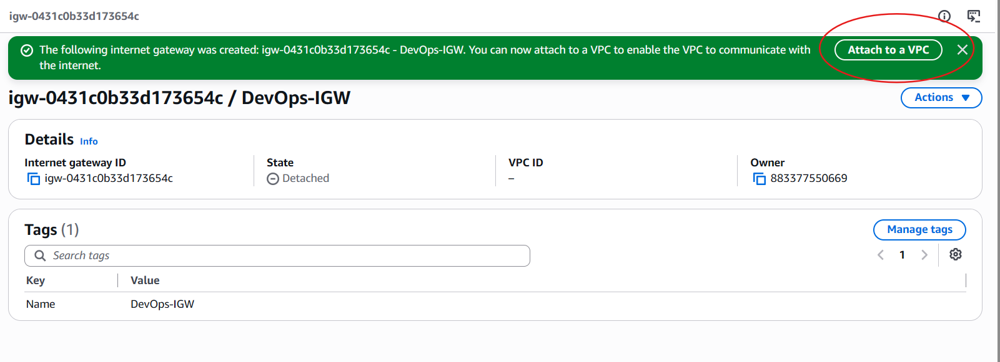 igw-0431c0b33d173654c
The following internet gateway was created: igw-0431c0b33d173654c - DevOps-IGW. You can now attach to a VPC to enable the VPC to communicate with
the internet.
Attach to a VPC
igw-0431c0b33d173654c / DevOps-IGW
Actions
Details Info
Internet gateway ID
igw-0431c0b33d173654c
State
Detached
VPC ID
–
Owner
883377550669
Tags (1)
Manage tags
Search tags
1
Key Value
Name DevOps-IGW